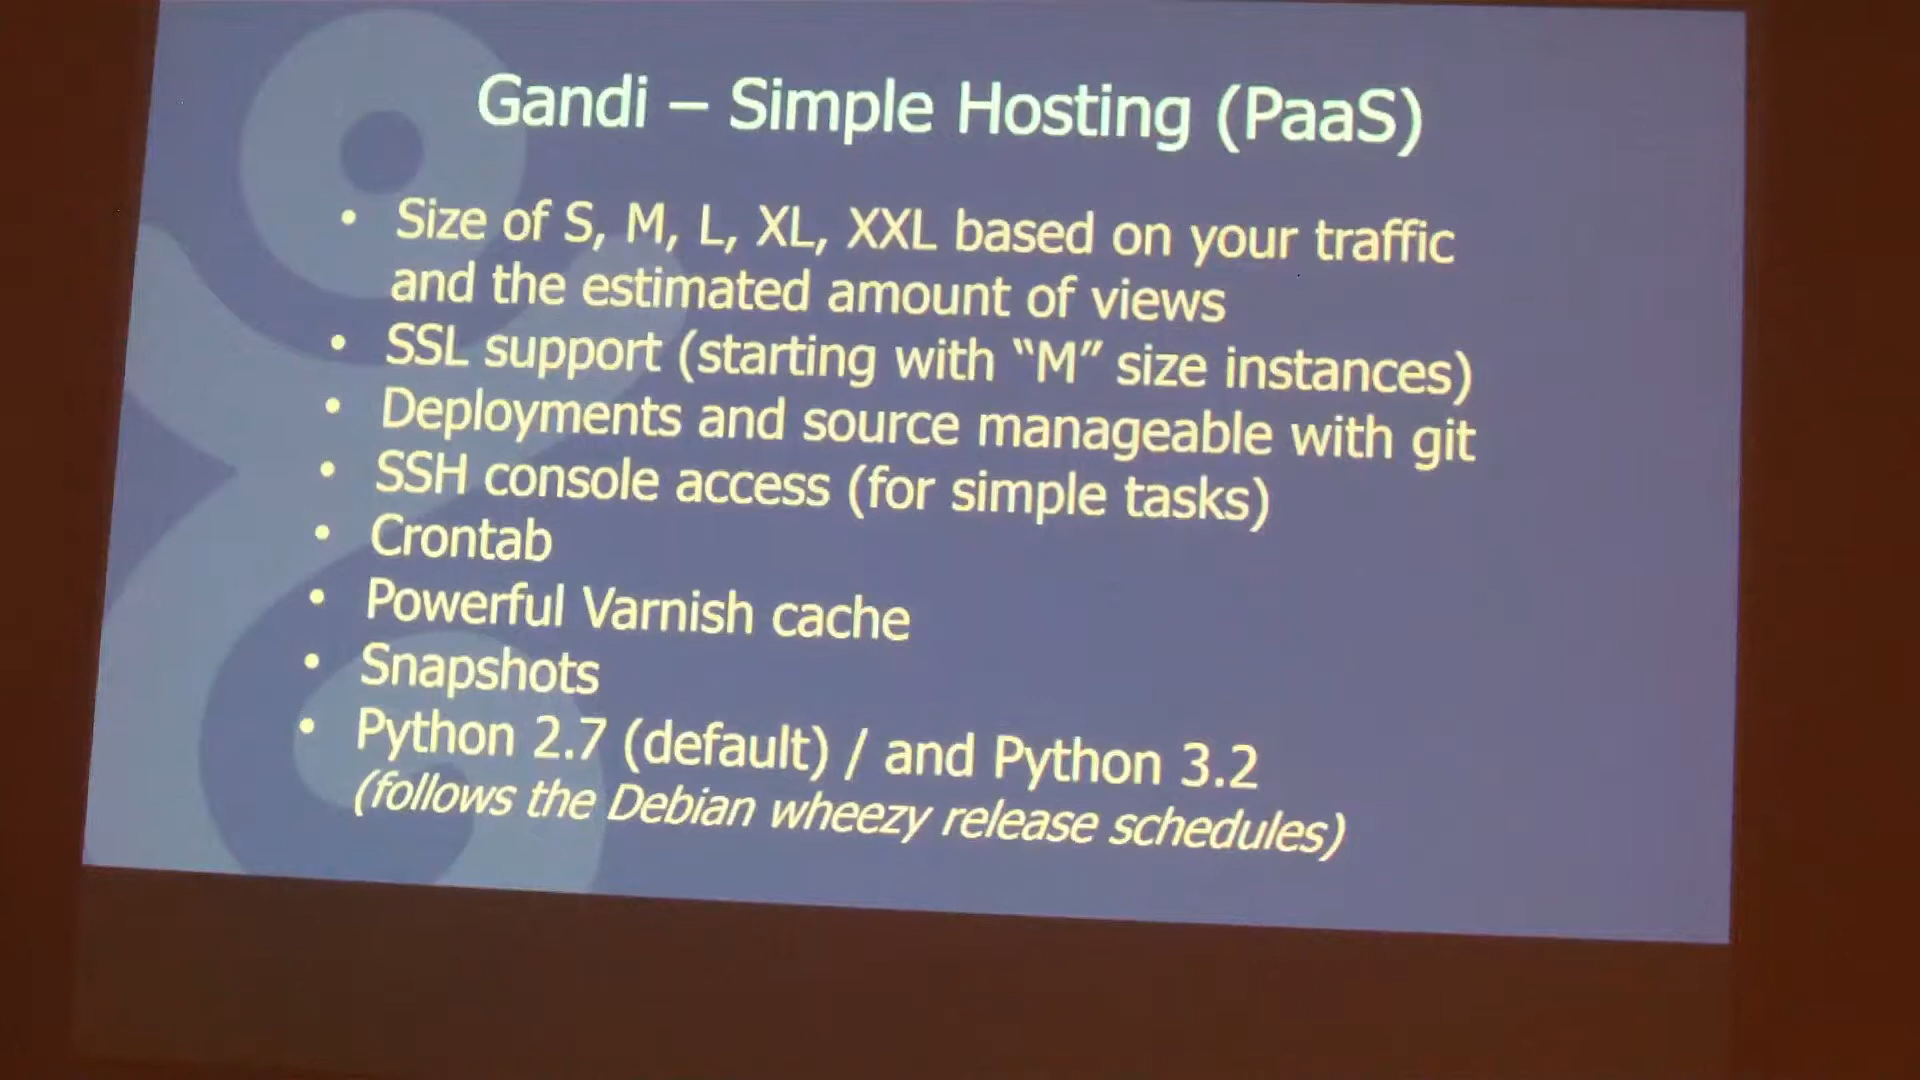 Gandi – Simple Hosting (PaaS)
• Size of S, M, L, XL, XXL based on your traffic
and the estimated amount of views
• SSL support (starting with “M” size instances)
• Deployments and source manageable with git
• SSH console access (for simple tasks)
• Crontab
• Powerful Varnish cache
• Snapshots
• Python 2.7 (default) / and Python 3.2
(follows the Debian wheezy release schedules)